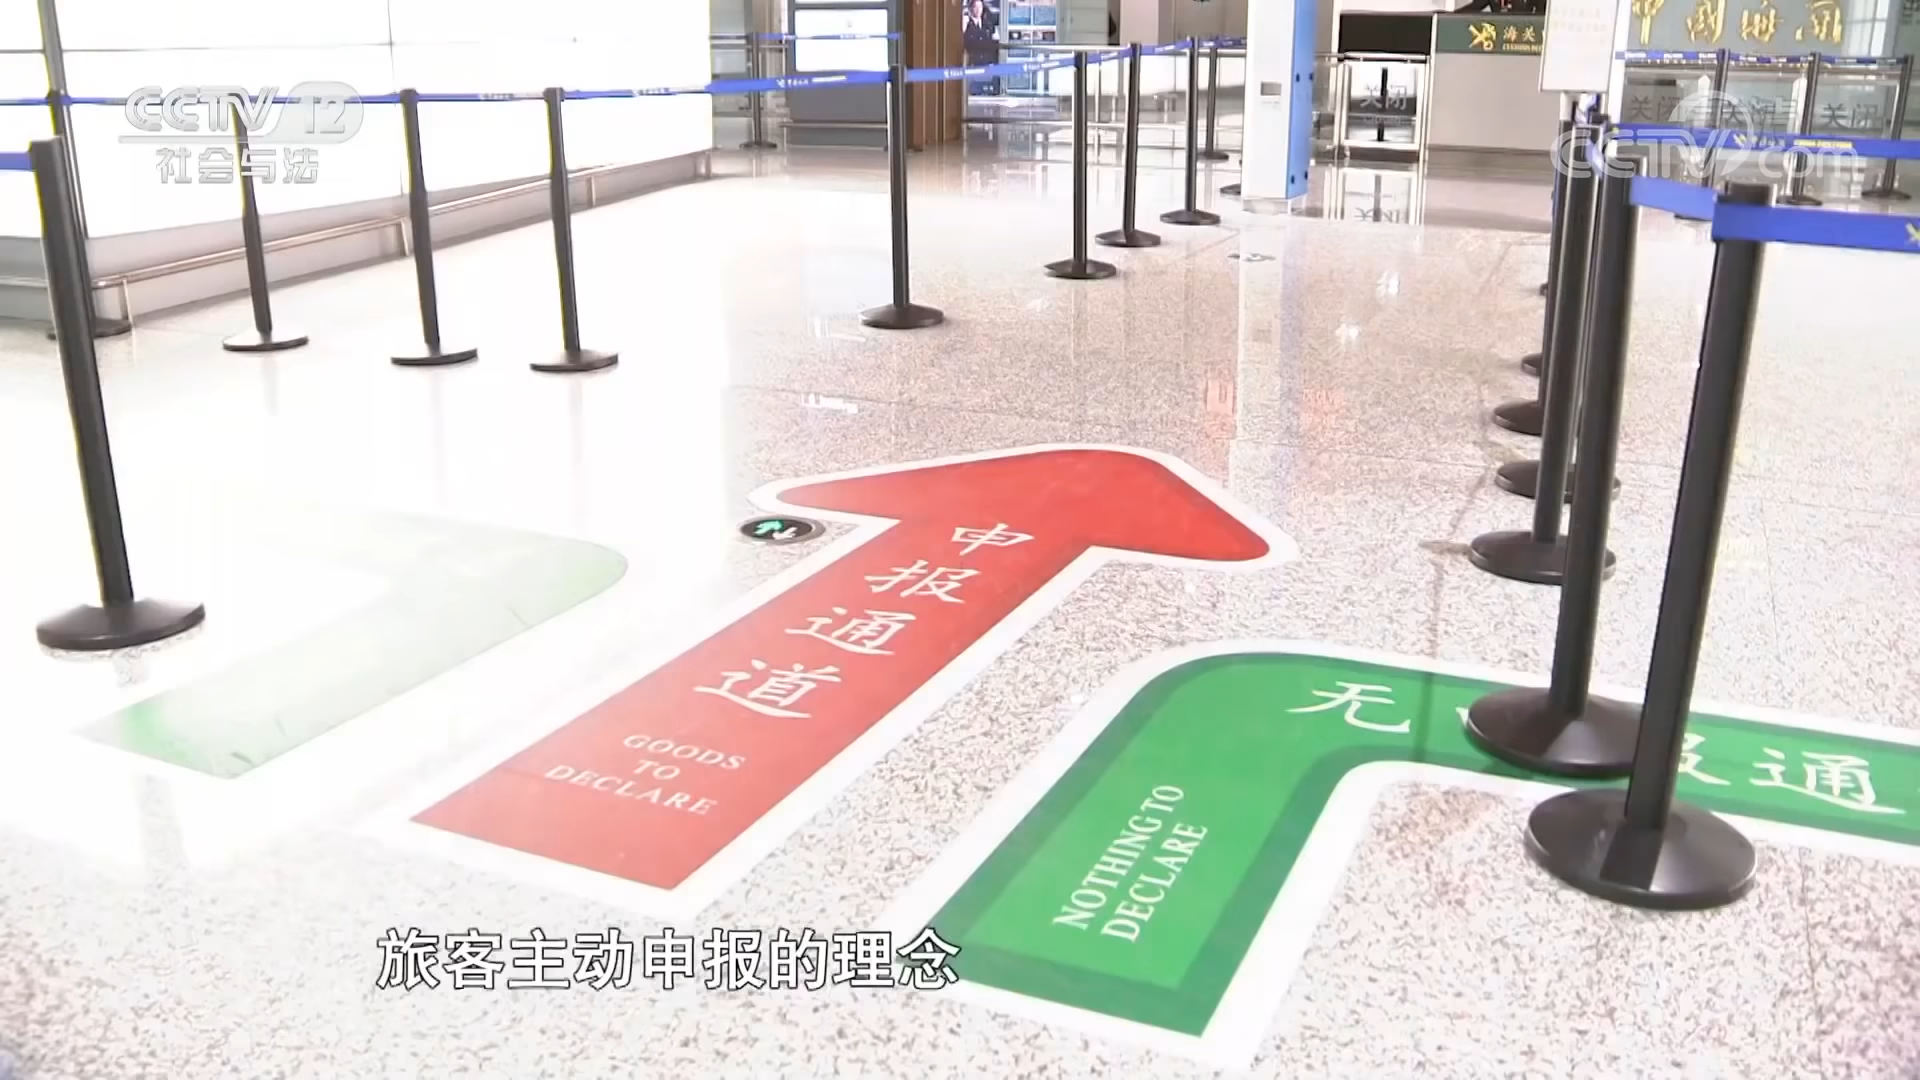 CCTV 12
社会与法
海关
中国海关
关闭
关闭
关闭
CCTV.com
申报通道
GOODS
TO
DECLARE
无
报通
NOTHING TO
DECLARE
旅客主动申报的理念